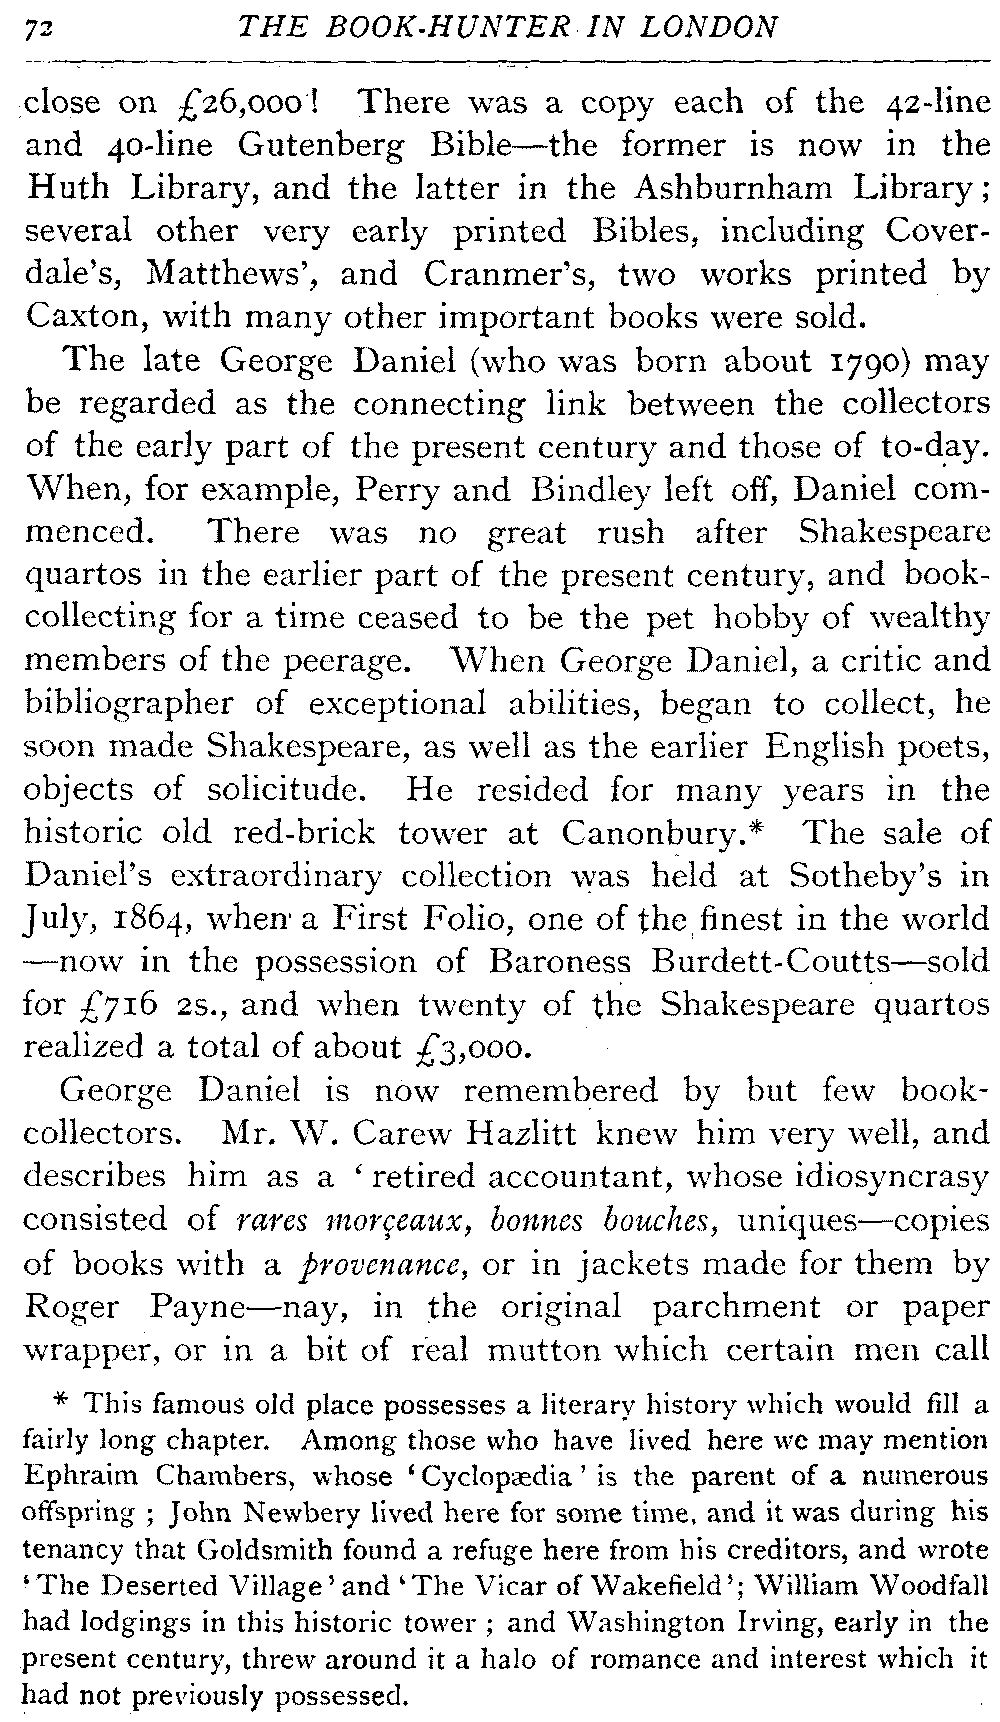 72 THE BOOK-HUNTER IN LONDON
close on £26,000! There was a copy each of the 42-line
and 40-line Gutenberg Bible—the former is now in the
Huth Library, and the latter in the Ashburnham Library;
several other very early printed Bibles, including Cover-
dale's, Matthews', and Cranmer's, two works printed by
Caxton, with many other important books were sold.
The late George Daniel (who was born about 1790) may
be regarded as the connecting link between the collectors
of the early part of the present century and those of to-day.
When, for example, Perry and Bindley left off, Daniel com-
menced. There was no great rush after Shakespeare
quartos in the earlier part of the present century, and book-
collecting for a time ceased to be the pet hobby of wealthy
members of the peerage. When George Daniel, a critic and
bibliographer of exceptional abilities, began to collect, he
soon made Shakespeare, as well as the earlier English poets,
objects of solicitude. He resided for many years in the
historic old red-brick tower at Canonbury.* The sale of
Daniel's extraordinary collection was held at Sotheby's in
July, 1864, when a First Folio, one of the finest in the world
—now in the possession of Baroness Burdett-Coutts—sold
for £716 2s., and when twenty of the Shakespeare quartos
realized a total of about £3,000.
George Daniel is now remembered by but few book-
collectors. Mr. W. Carew Hazlitt knew him very well, and
describes him as a ‘retired accountant, whose idiosyncrasy
consisted of rares morçeaux, bonnes bouches, uniques—copies
of books with a provenance, or in jackets made for them by
Roger Payne—nay, in the original parchment or paper
wrapper, or in a bit of real mutton which certain men call
* This famous old place possesses a literary history which would fill a
fairly long chapter. Among those who have lived here we may mention
Ephraim Chambers, whose ‘Cyclopædia’ is the parent of a numerous
offspring; John Newbery lived here for some time, and it was during his
tenancy that Goldsmith found a refuge here from his creditors, and wrote
‘The Deserted Village’ and ‘The Vicar of Wakefield’; William Woodfall
had lodgings in this historic tower; and Washington Irving, early in the
present century, threw around it a halo of romance and interest which it
had not previously possessed.